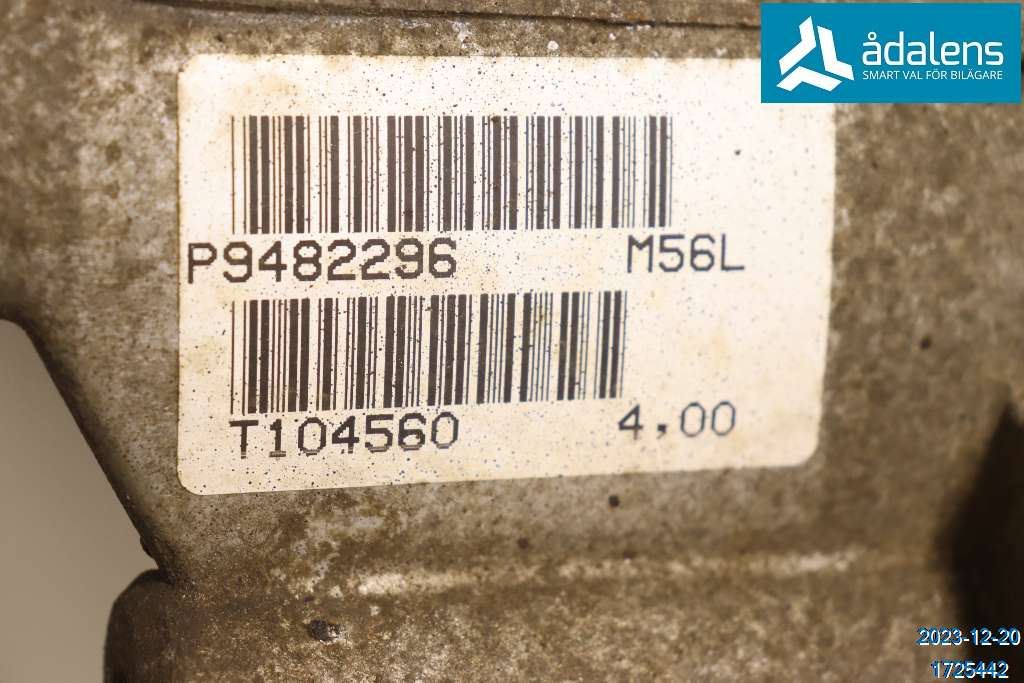 ådalens
SMART VAL FÖR BILÄGARE
P9482296 M56L
T104560 4,00
2023-12-20
1725442